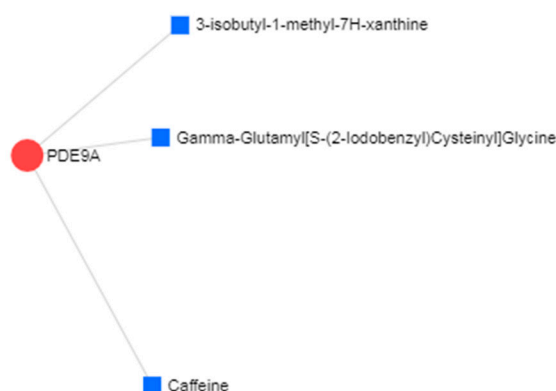 3-isobutyl-1-methyl-7H-xanthine
Gamma-Glutamyl[S-(2-Iodobenzyl)Cysteinyl]Glycine
PDE9A
Caffeine